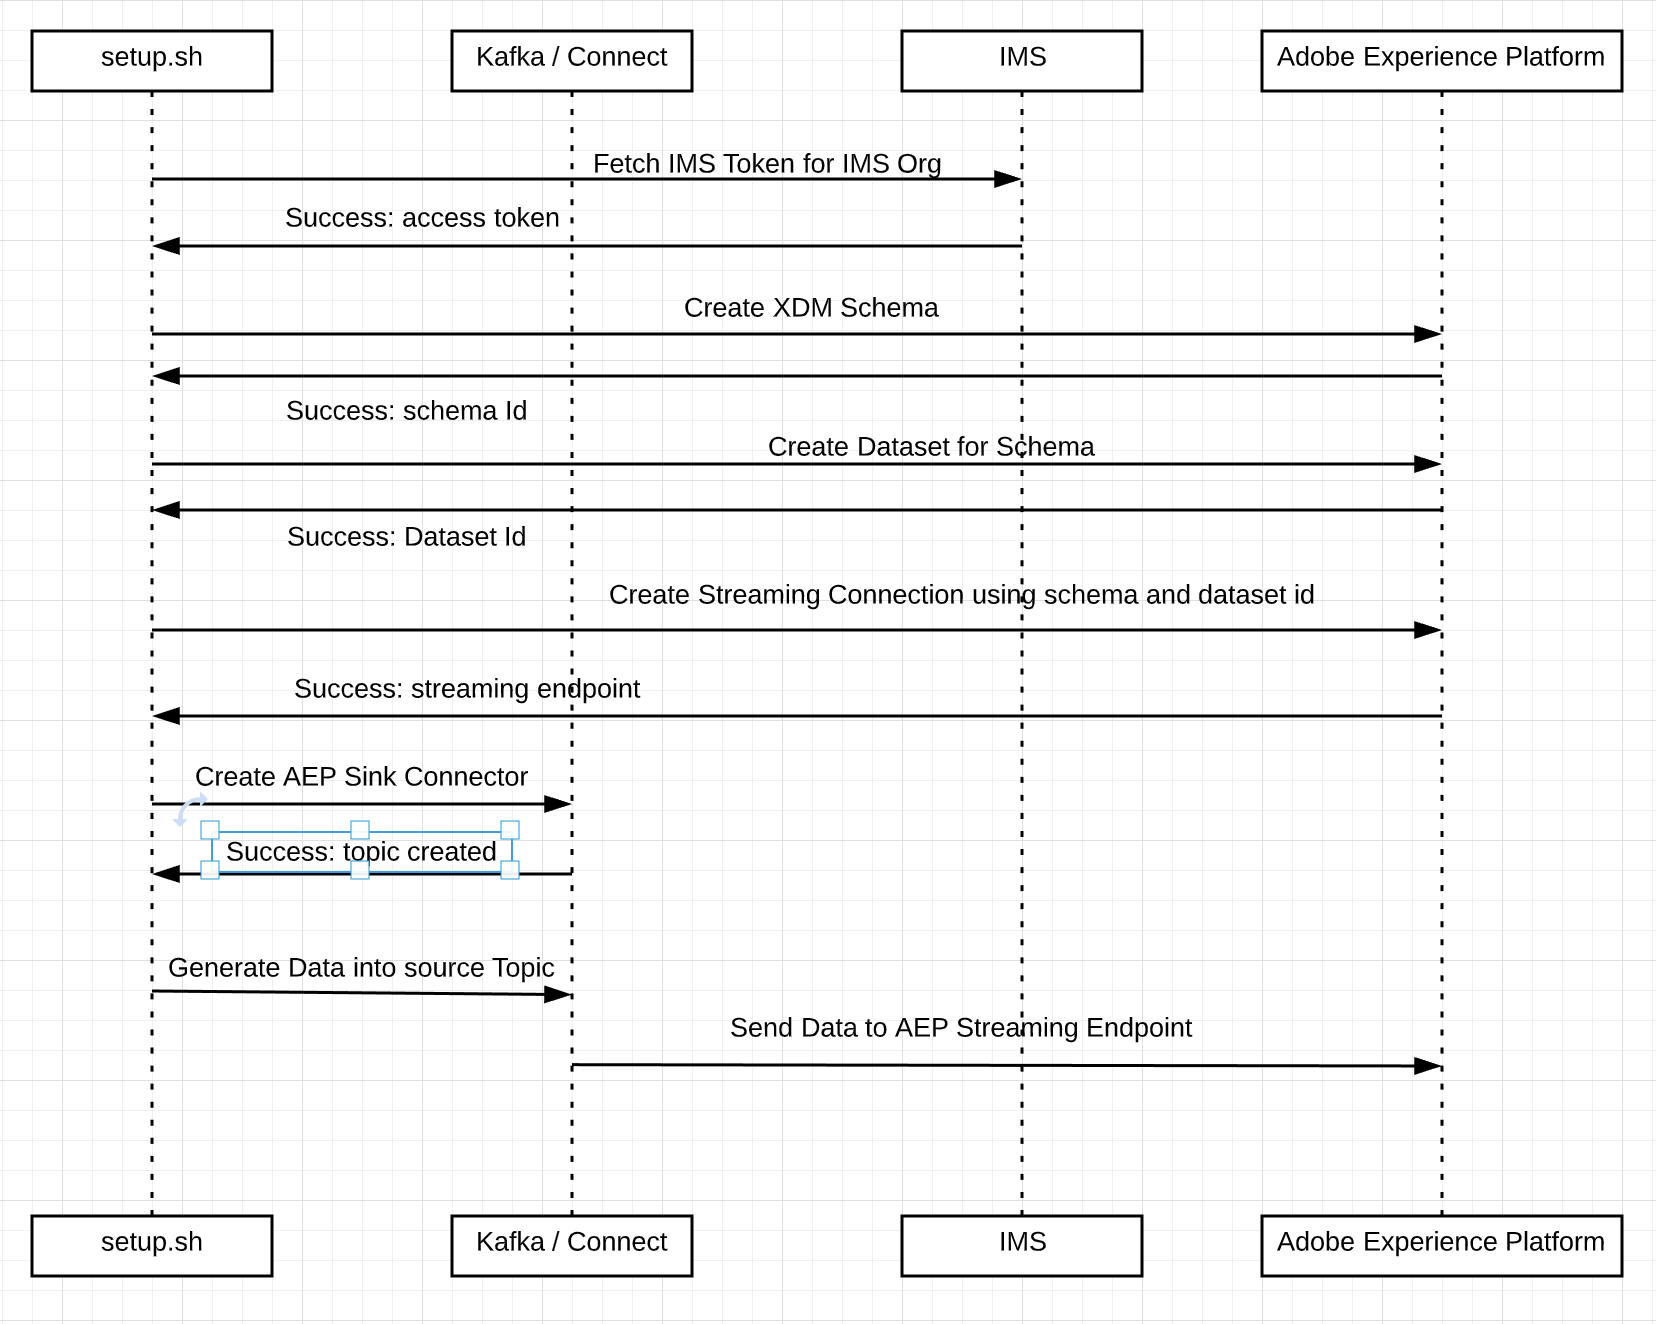 setup.sh
Kafka / Connect
IMS
Adobe Experience Platform
Fetch IMS Token for IMS Org
Success: access token
Create XDM Schema
Success: schema Id
Create Dataset for Schema
Success: Dataset Id
Create Streaming Connection using schema and dataset id
Success: streaming endpoint
Create AEP Sink Connector
Success: topic created
Generate Data into source Topic
Send Data to AEP Streaming Endpoint
setup.sh
Kafka / Connect
IMS
Adobe Experience Platform